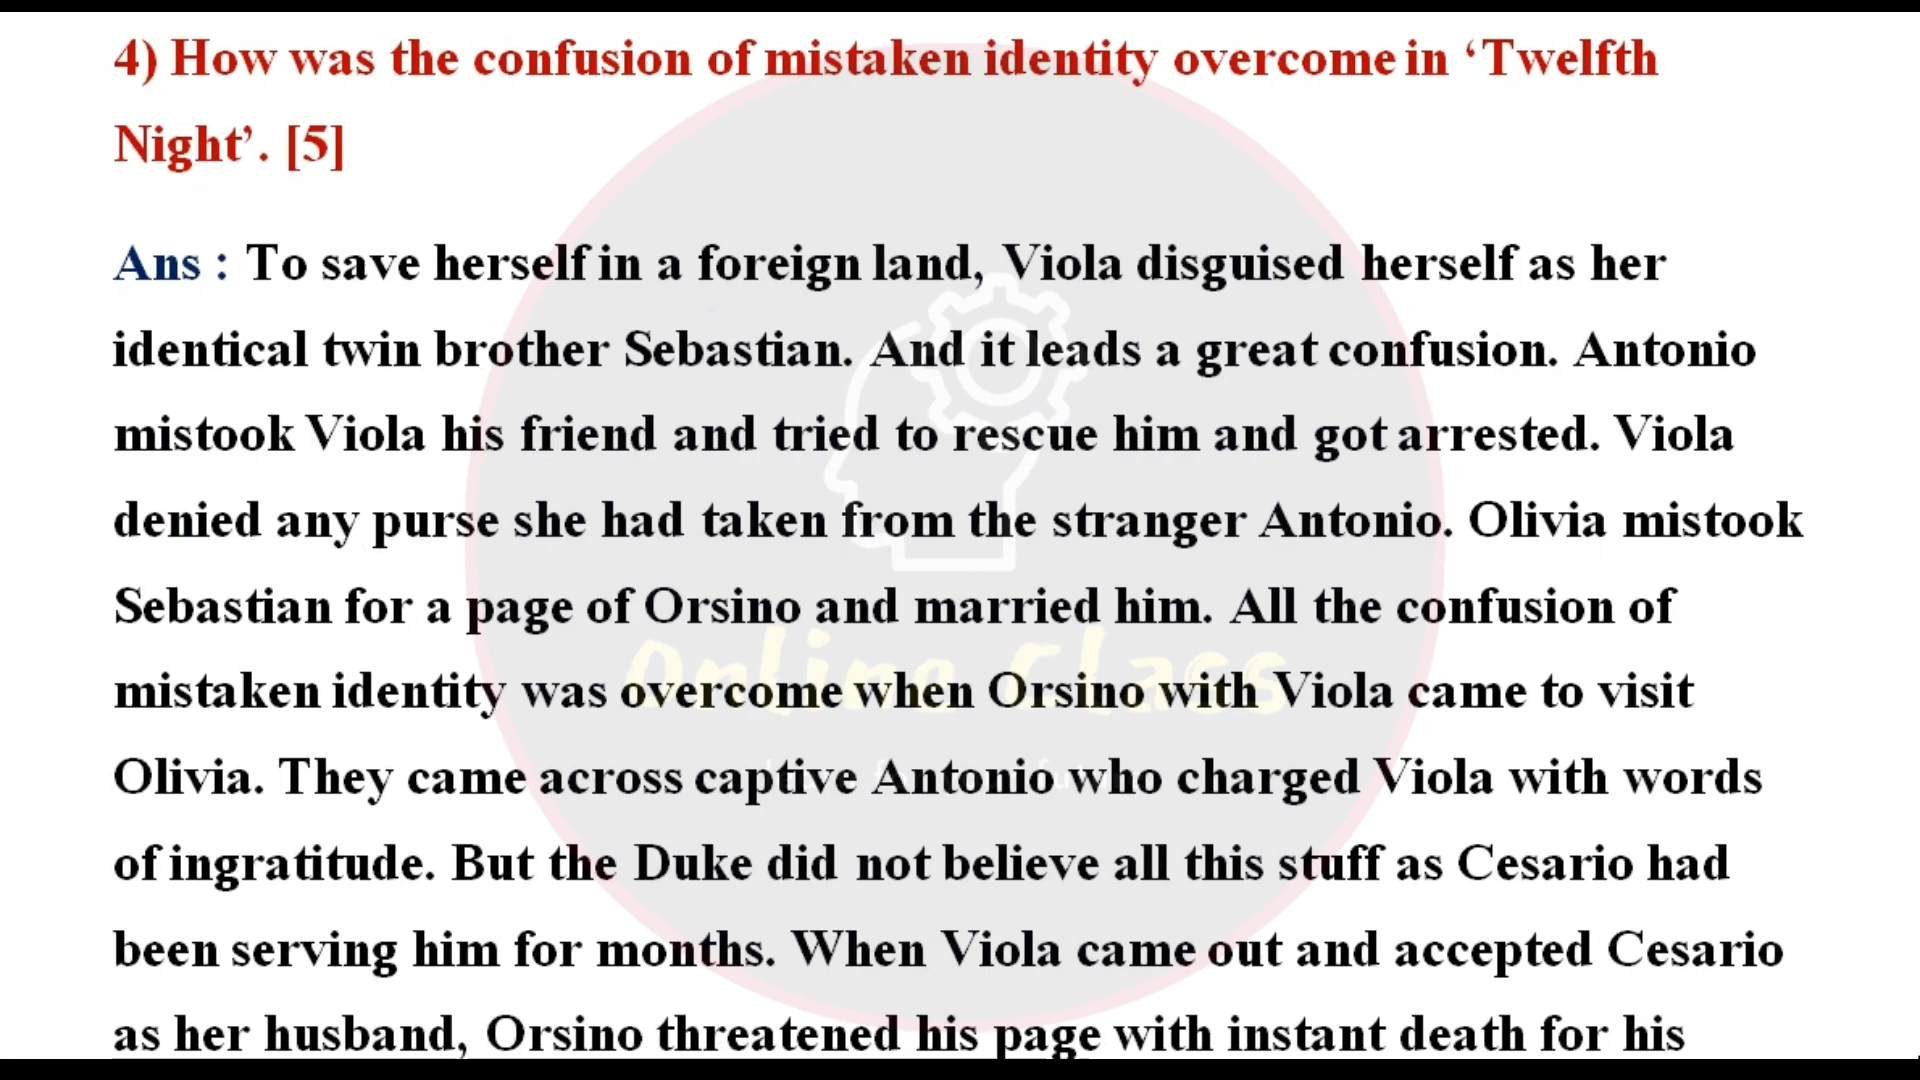 4) How was the confusion of mistaken identity overcome in ‘Twelfth
Night’. [5]
Ans : To save herself in a foreign land, Viola disguised herself as her
identical twin brother Sebastian. And it leads a great confusion. Antonio
mistook Viola his friend and tried to rescue him and got arrested. Viola
denied any purse she had taken from the stranger Antonio. Olivia mistook
Sebastian for a page of Orsino and married him. All the confusion of
Online Class
mistaken identity was overcome when Orsino with Viola came to visit
Olivia. They came across captive Antonio who charged Viola with words
of ingratitude. But the Duke did not believe all this stuff as Cesario had
been serving him for months. When Viola came out and accepted Cesario
as her husband, Orsino threatened his page with instant death for his